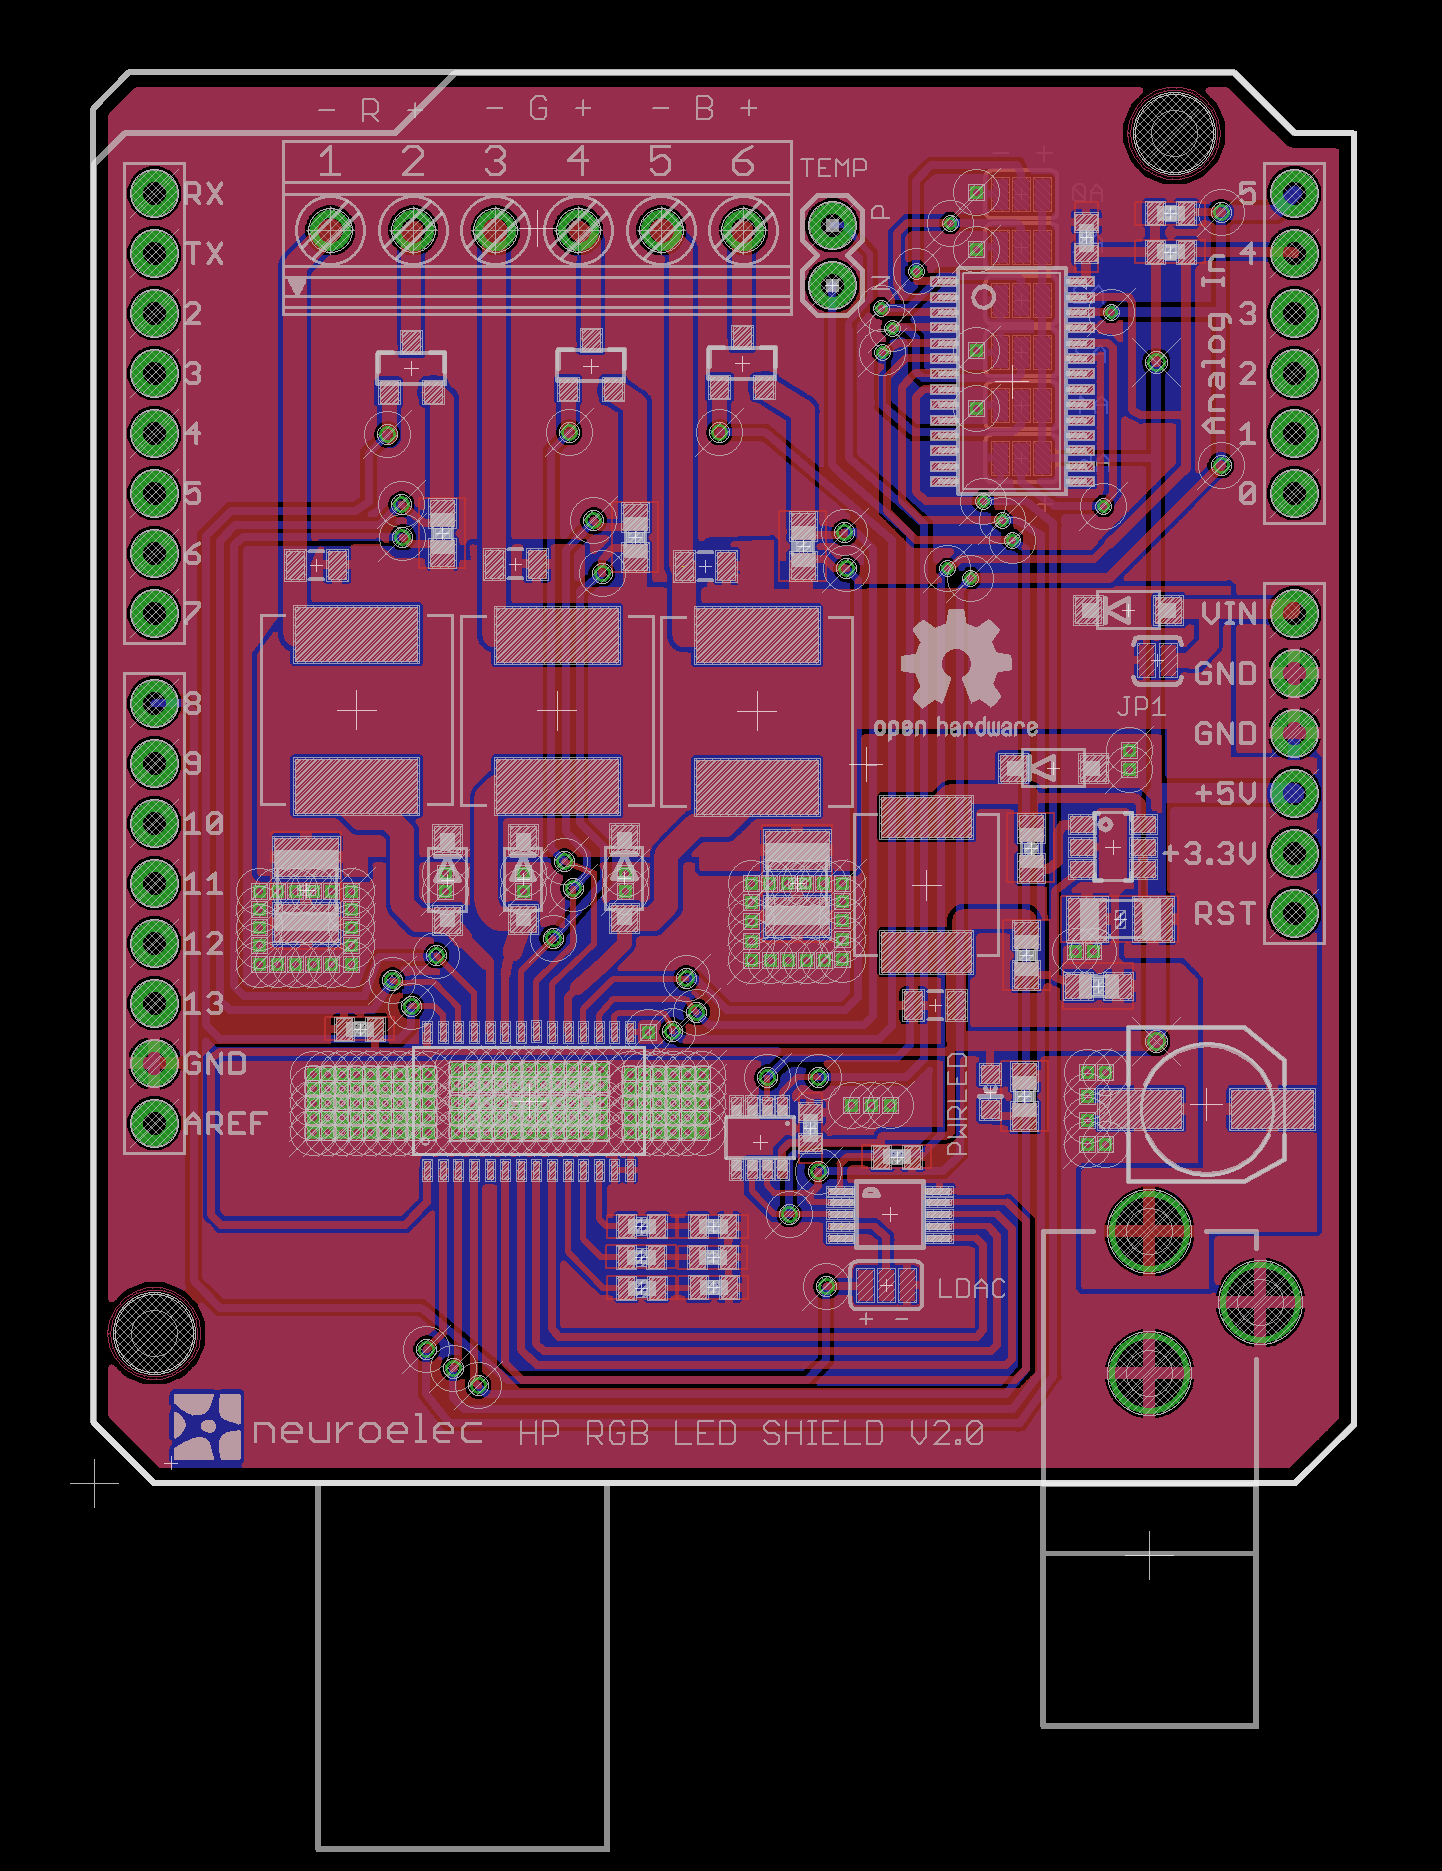 - R + - G + - B +
1 2 3 4 5 6
TEMP
P
N
RX
TX
2
3
4
5
6
7
8
9
10
11
12
13
GND
AREF
- +
5
4
3
2
1
0
Analog In
VIN
GND
GND
+5V
+3.3V
RST
open hardware
JP1
PWRLED
LDAC
+ -
neuroelec HP RGB LED SHIELD V2.0